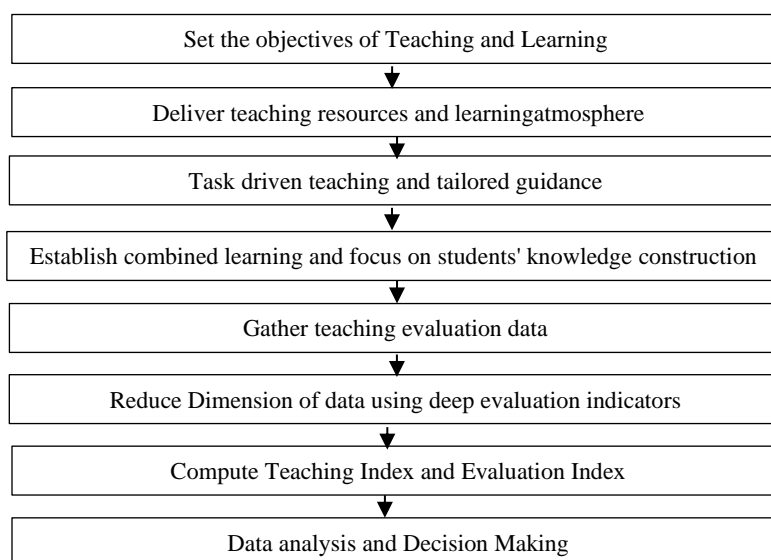 Set the objectives of Teaching and Learning
Deliver teaching resources and learningatmosphere
Task driven teaching and tailored guidance
Establish combined learning and focus on students' knowledge construction
Gather teaching evaluation data
Reduce Dimension of data using deep evaluation indicators
Compute Teaching Index and Evaluation Index
Data analysis and Decision Making